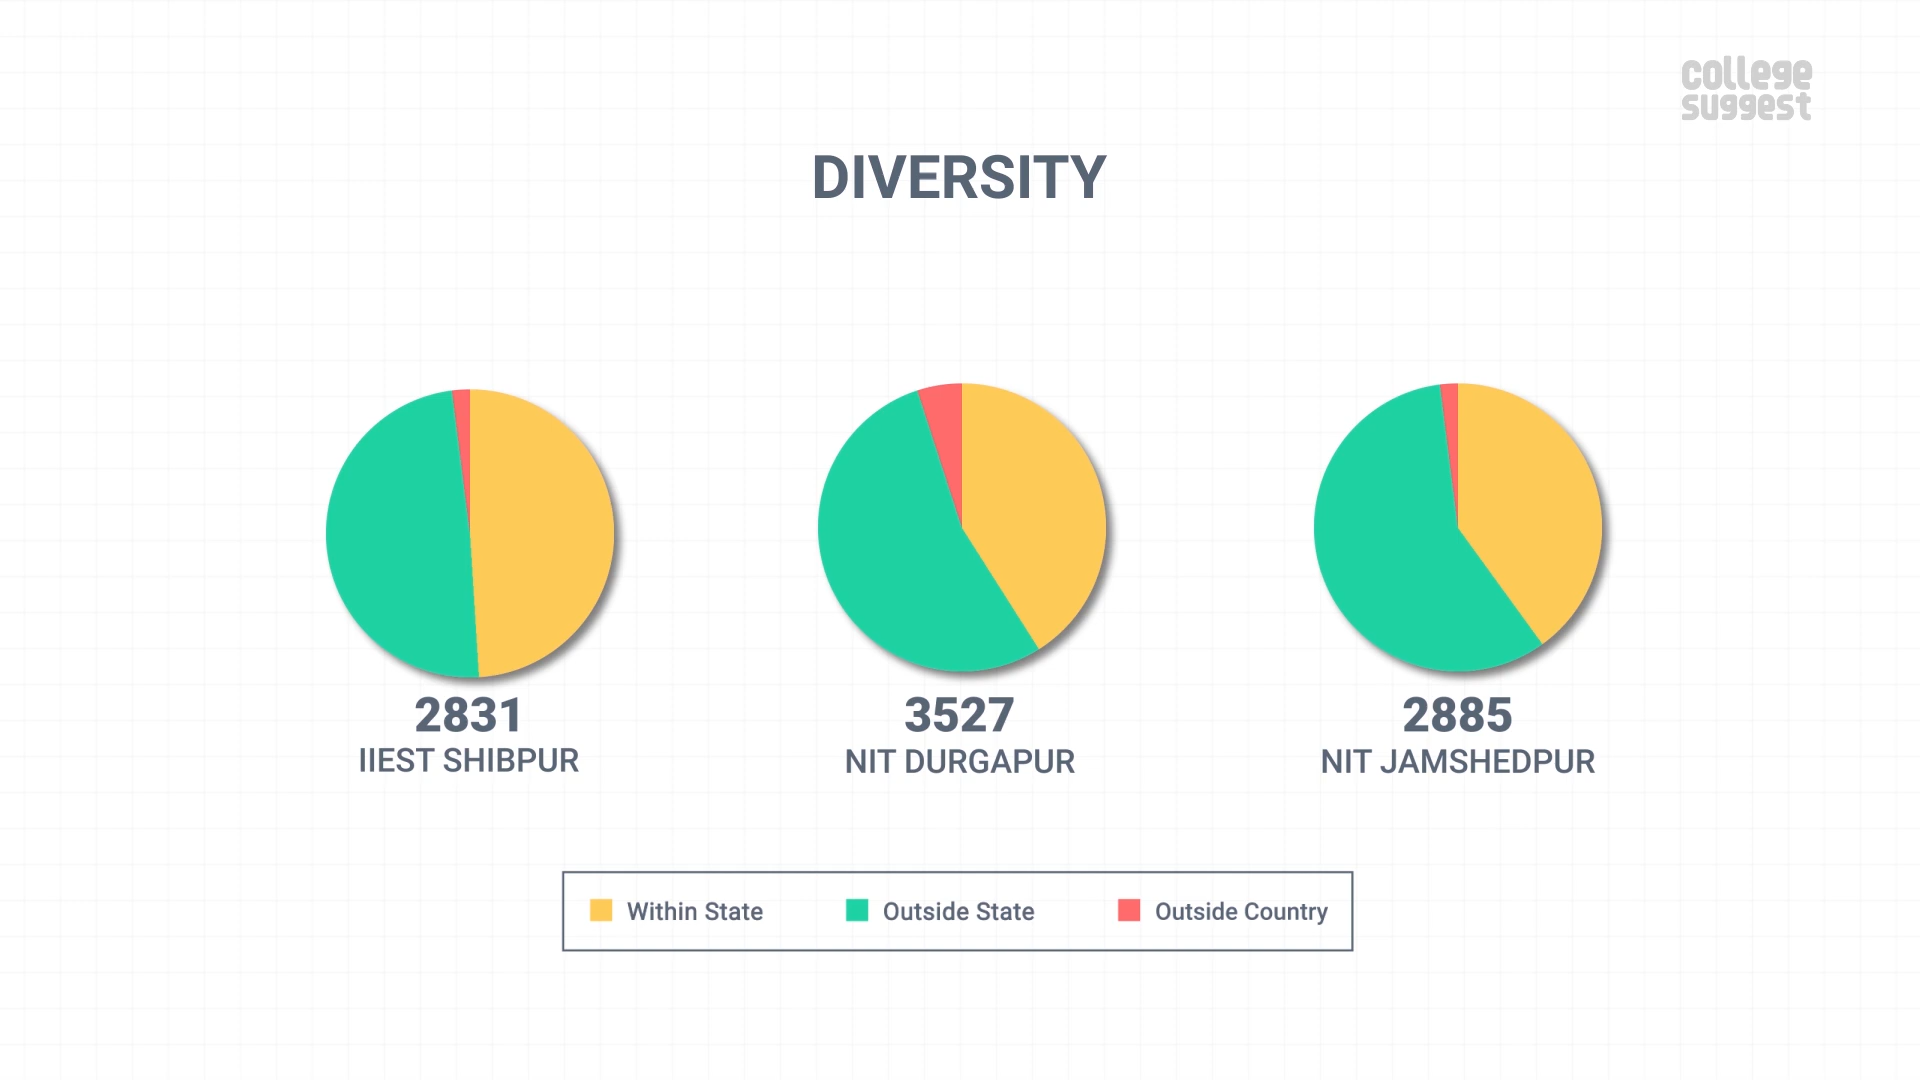 college
suggest
DIVERSITY
2831
IIEST SHIBPUR
3527
NIT DURGAPUR
2885
NIT JAMSHEDPUR
Within State
Outside State
Outside Country